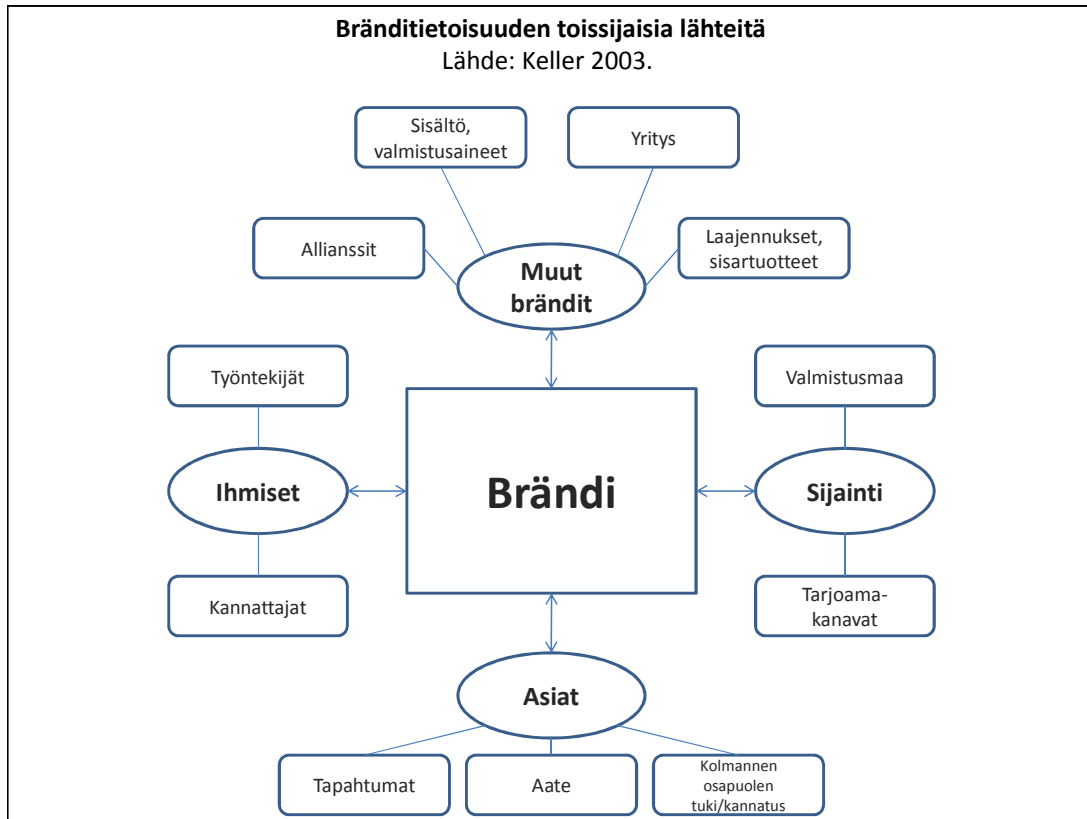 Bränditietoisuuden toissijaisia lähteitä
Lähde: Keller 2003.
Sisältö,
valmistusaineet
Yritys
Allianssit
Laajennukset,
sisartuotteet
Muut
brändit
Työntekijät
Valmistusmaa
Ihmiset
Brändi
Sijainti
Kannattajat
Tarjoama-
kanavat
Asiat
Tapahtumat
Aate
Kolmannen
osapuolen
tuki/kannatus